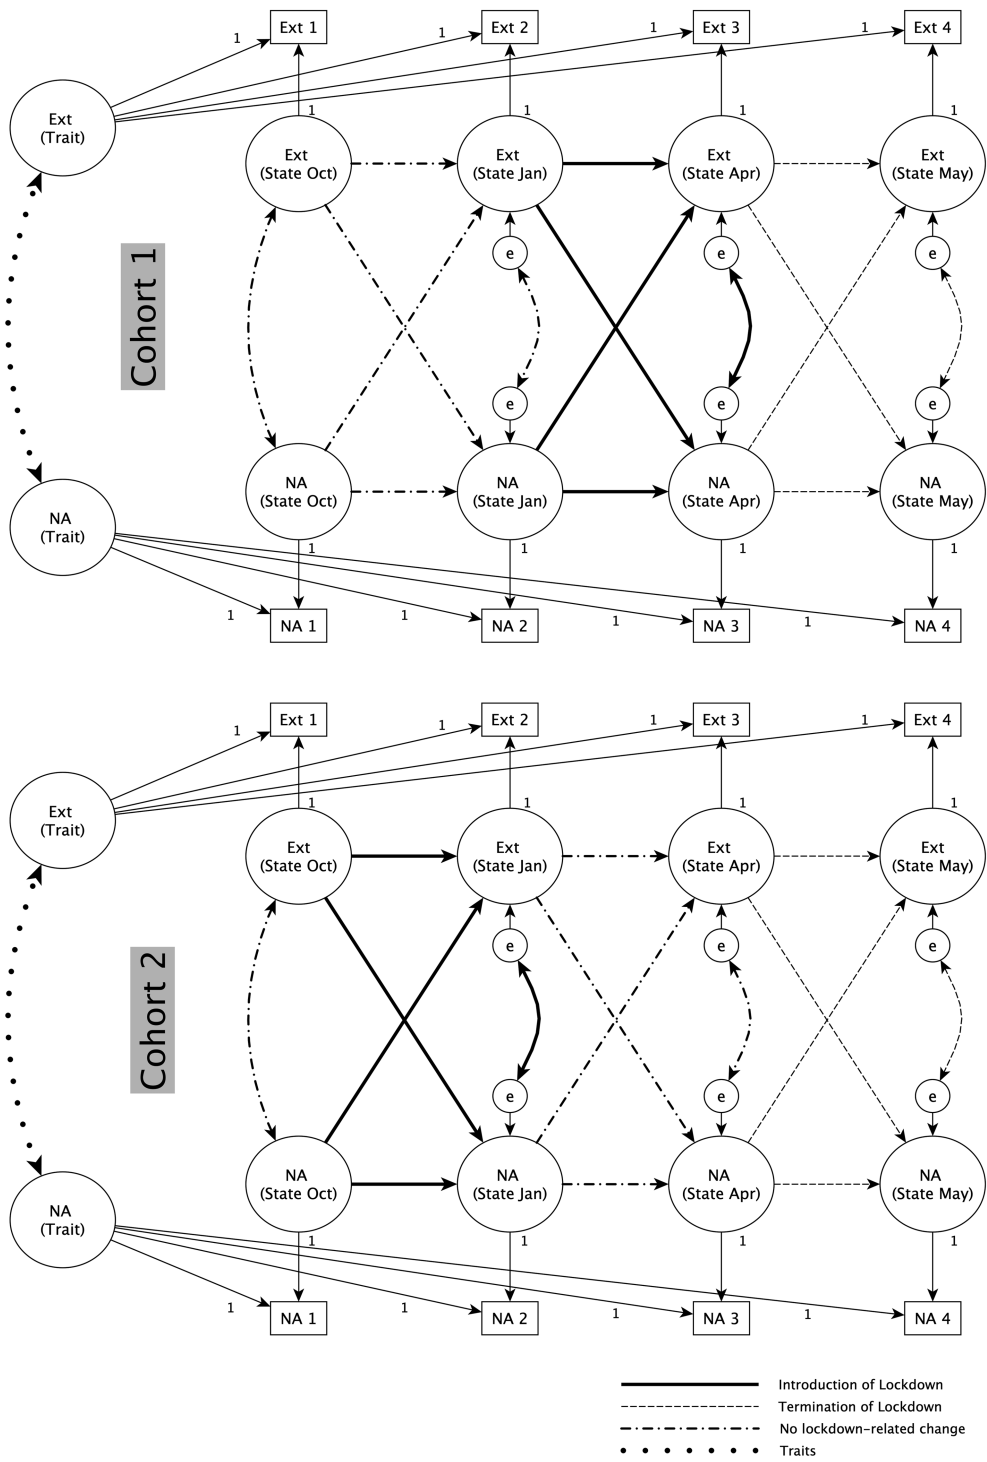 Ext 1
Ext 2
Ext 3
Ext 4
1
1
1
1
Ext
(Trait)
1
1
1
1
Ext
(State Oct)
Ext
(State Jan)
Ext
(State Apr)
Ext
(State May)
e
e
e
Cohort 1
e
e
e
NA
(State Oct)
NA
(State Jan)
NA
(State Apr)
NA
(State May)
NA
(Trait)
1
1
1
1
1
1
1
1
NA 1
NA 2
NA 3
NA 4
Ext 1
Ext 2
Ext 3
Ext 4
1
1
1
1
Ext
(Trait)
1
1
1
1
Ext
(State Oct)
Ext
(State Jan)
Ext
(State Apr)
Ext
(State May)
e
e
e
Cohort 2
e
e
e
NA
(State Oct)
NA
(State Jan)
NA
(State Apr)
NA
(State May)
NA
(Trait)
1
1
1
1
1
1
1
1
NA 1
NA 2
NA 3
NA 4
Introduction of Lockdown
Termination of Lockdown
No lockdown-related change
Traits